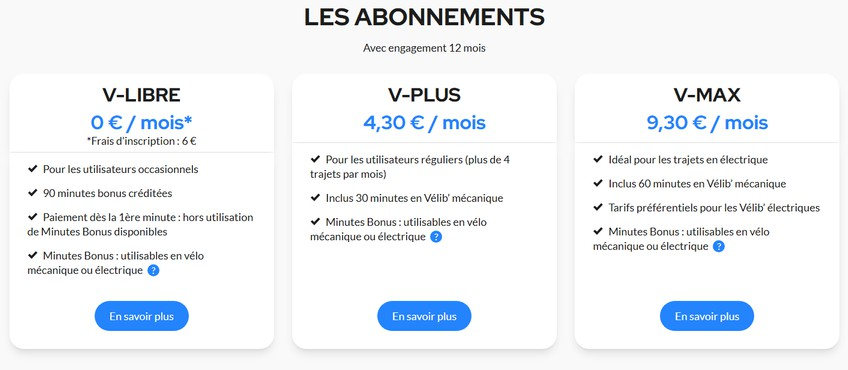 LES ABONNEMENTS
Avec engagement 12 mois
V-LIBRE
0 € / mois*
*Frais d'inscription : 6 €
Pour les utilisateurs occasionnels
90 minutes bonus créditées
Paiement dès la 1ère minute : hors utilisation
de Minutes Bonus disponibles
Minutes Bonus : utilisables en vélo
mécanique ou électrique ?
En savoir plus
V-PLUS
4,30 € / mois
Pour les utilisateurs réguliers (plus de 4
trajets par mois)
Inclus 30 minutes en Vélib' mécanique
Minutes Bonus : utilisables en vélo
mécanique ou électrique ?
En savoir plus
V-MAX
9,30 € / mois
Idéal pour les trajets en électrique
Inclus 60 minutes en Vélib' mécanique
Tarifs préférentiels pour les Vélib' électriques
Minutes Bonus : utilisables en vélo
mécanique ou électrique ?
En savoir plus